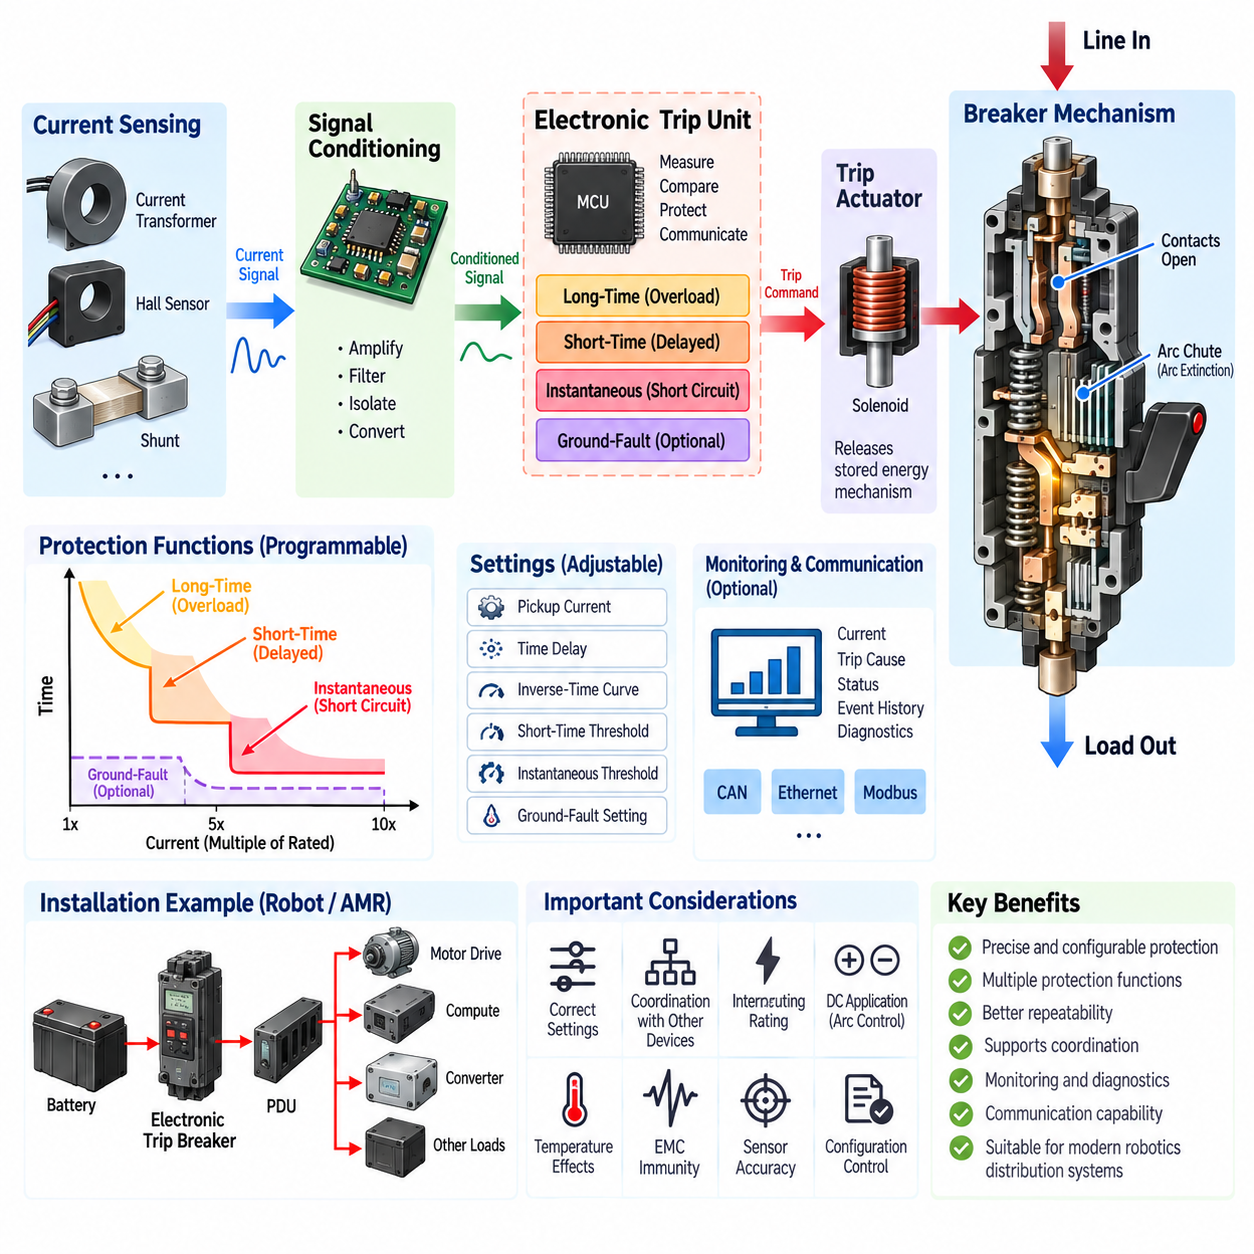 Line In
Current Sensing
Current
Transformer
Hall Sensor
Shunt
...
Current
Signal
Signal
Conditioning
• Amplify
• Filter
• Isolate
• Convert
Conditioned
Signal
Electronic Trip Unit
MCU
Measure
Compare
Protect
Communicate
Long-Time (Overload)
Short-Time (Delayed)
Instantaneous (Short Circuit)
Ground-Fault (Optional)
Trip
Command
Trip
Actuator
Solenoid
Releases
stored energy
mechanism
Breaker Mechanism
Contacts
Open
Arc Chute
(Arc Extinction)
Load Out
Protection Functions (Programmable)
Time
Long-Time
(Overload)
Short-Time
(Delayed)
Instantaneous
(Short Circuit)
Ground-Fault
(Optional)
1x
5x
10x
Current (Multiple of Rated)
Settings (Adjustable)
Pickup Current
Time Delay
Inverse-Time Curve
Short-Time Threshold
Instantaneous Threshold
Ground-Fault Setting
Monitoring & Communication
(Optional)
Current
Trip Cause
Status
Event History
Diagnostics
CAN
Ethernet
Modbus
...
Installation Example (Robot / AMR)
Battery
Electronic
Trip Breaker
PDU
Motor Drive
Compute
Converter
Other Loads
Important Considerations
Correct
Settings
Coordination
with Other
Devices
Interruting
Rating
DC Application
(Arc Control)
Temperature
Effects
EMC
Immunity
Sensor
Accuracy
Configuration
Control
Key Benefits
Precise and configurable protection
Multiple protection functions
Better repeatability
Supports coordination
Monitoring and diagnostics
Communication capability
Suitable for modern robotics
distribution systems